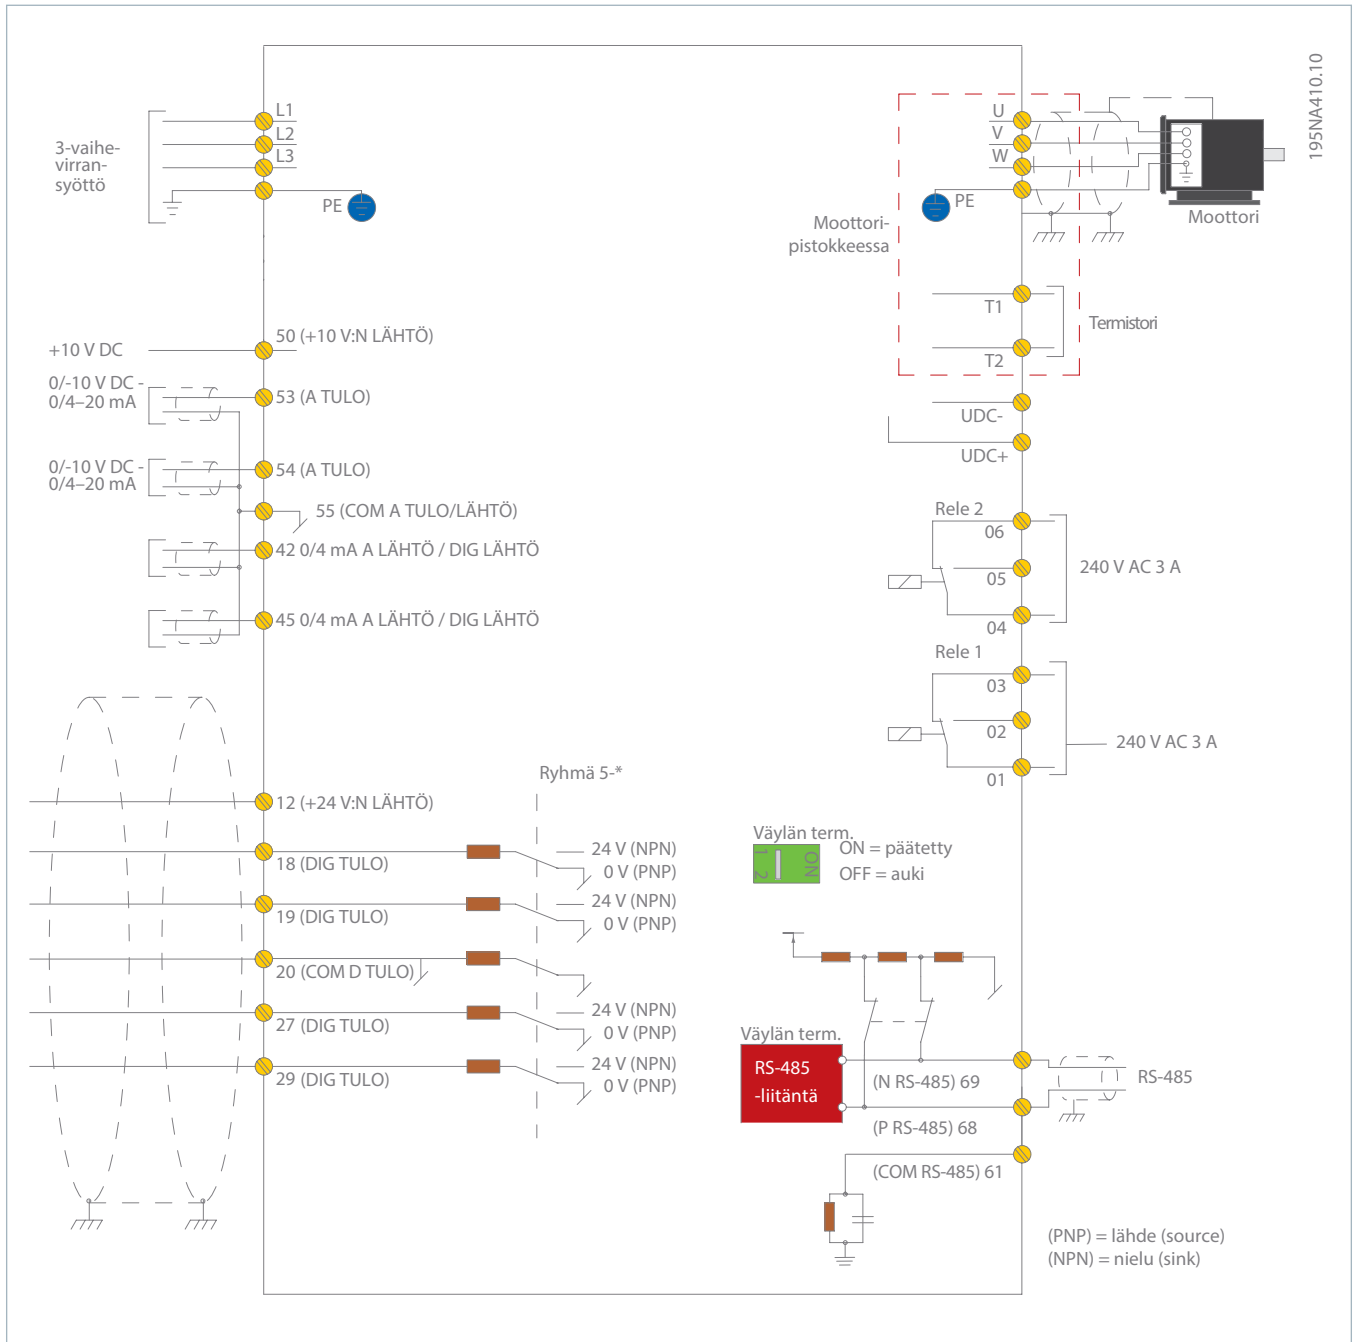 195NA410.10
3-vaihe-
virran-
syöttö
L1
L2
L3
PE
U
V
W
PE
Moottori
Moottori-
pistokkeessa
T1
Termistori
T2
UDC-
UDC+
+10 V DC
50 (+10 V:N LÄHTÖ)
0/-10 V DC -
0/4–20 mA
53 (A TULO)
0/-10 V DC -
0/4–20 mA
54 (A TULO)
55 (COM A TULO/LÄHTÖ)
42 0/4 mA A LÄHTÖ / DIG LÄHTÖ
45 0/4 mA A LÄHTÖ / DIG LÄHTÖ
Rele 2
06
05
04
240 V AC 3 A
Rele 1
03
02
01
240 V AC 3 A
Ryhmä 5-*
12 (+24 V:N LÄHTÖ)
18 (DIG TULO)
24 V (NPN)
0 V (PNP)
19 (DIG TULO)
24 V (NPN)
0 V (PNP)
20 (COM D TULO)
27 (DIG TULO)
24 V (NPN)
0 V (PNP)
29 (DIG TULO)
24 V (NPN)
0 V (PNP)
Väylän term.
1 2 ON
ON = päätetty
OFF = auki
Väylän term.
RS-485
-liitäntä
(N RS-485) 69
(P RS-485) 68
(COM RS-485) 61
RS-485
(PNP) = lähde (source)
(NPN) = nielu (sink)